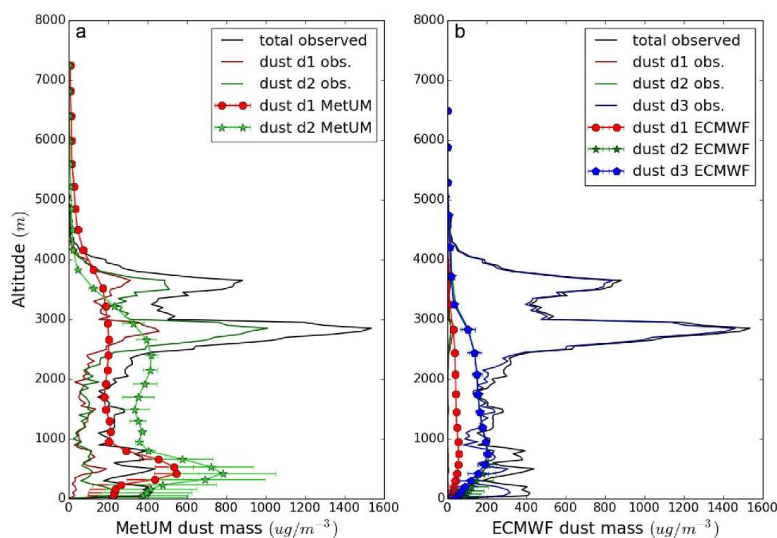 a
total observed
dust d1 obs.
dust d2 obs.
dust d1 MetUM
dust d2 MetUM
8000
7000
6000
5000
4000
3000
2000
1000
0
Altitude (m)
0 200 400 600 800 1000 1200 1400 1600
MetUM dust mass (ug/m⁻³)
b
total observed
dust d1 obs.
dust d2 obs.
dust d3 obs.
dust d1 ECMWF
dust d2 ECMWF
dust d3 ECMWF
8000
7000
6000
5000
4000
3000
2000
1000
0
0 200 400 600 800 1000 1200 1400 1600
ECMWF dust mass (ug/m⁻³)